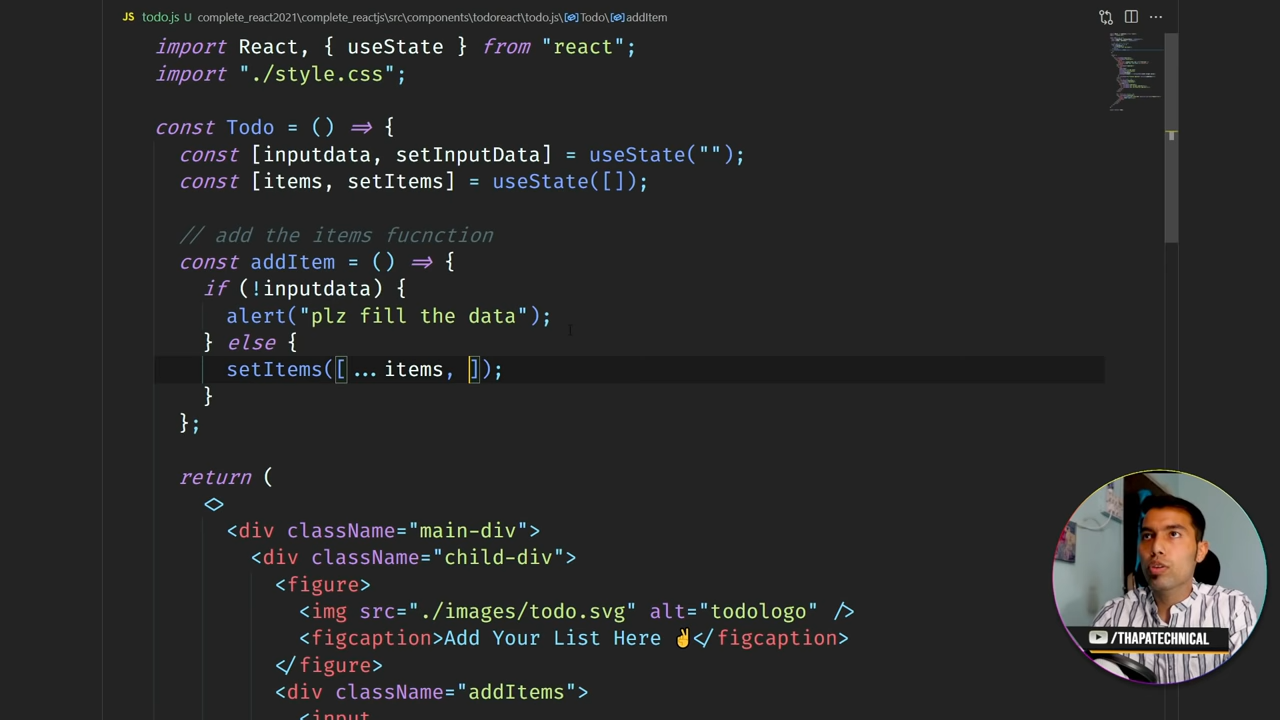 JS todo.js U complete_react2021\complete_reactjs\src\components\todoreact\todo.js\Todo\addItem
import React, { useState } from "react";
import "./style.css";
const Todo = () => {
const [inputdata, setInputData] = useState("");
const [items, setItems] = useState([]);
// add the items fucnction
const addItem = () => {
if (!inputdata) {
alert("plz fill the data");
} else {
setItems([...items, ]);
}
};
return (
<>
<div className="main-div">
<div className="child-div">
<figure>
<img src="./images/todo.svg" alt="todologo" />
<figcaption>Add Your List Here ✌</figcaption>
</figure>
<div className="addItems">
<input
/THAPATECHNICAL